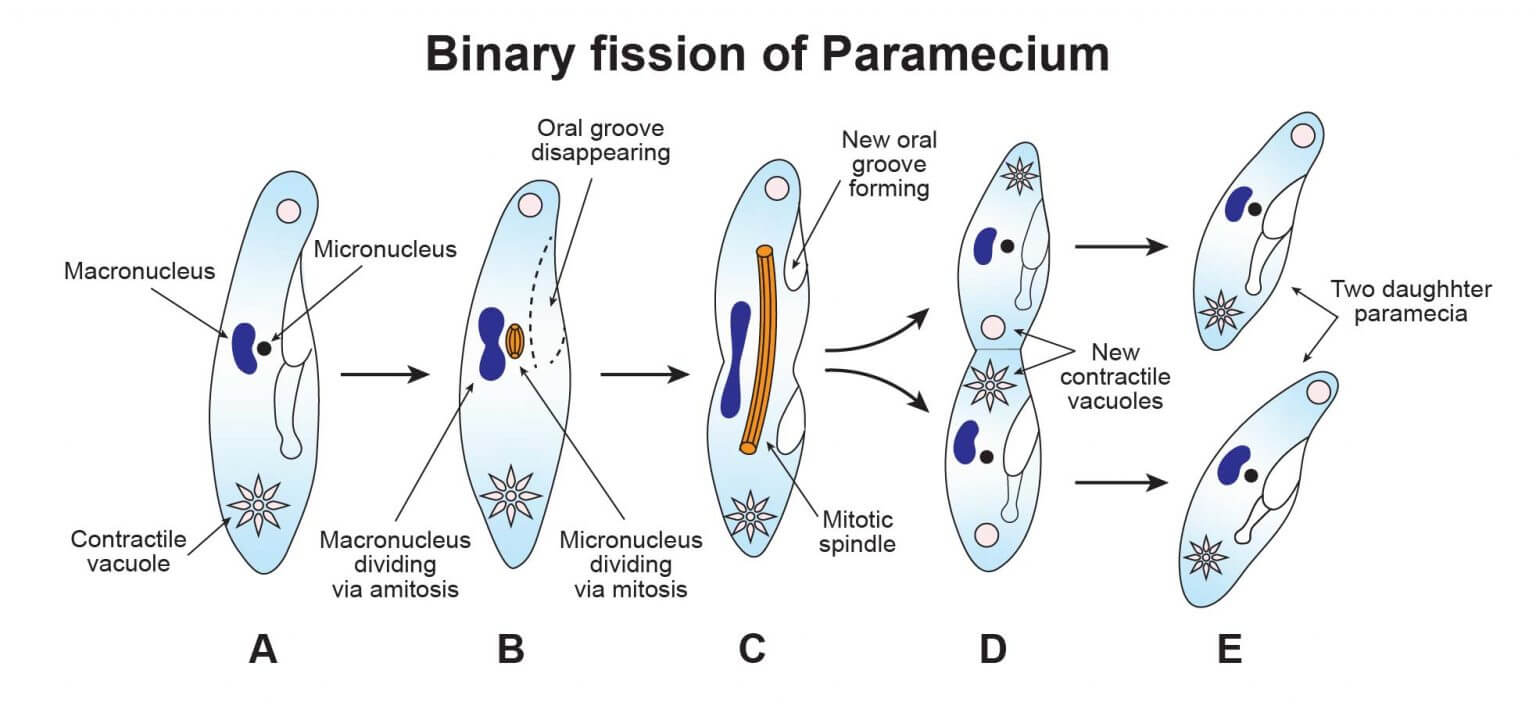 Binary fission of Paramecium
Macronucleus
Micronucleus
Contractile
vacuole
Oral groove
disappearing
Macronucleus
dividing
via amitosis
Micronucleus
dividing
via mitosis
New oral
groove
forming
Mitotic
spindle
New
contractile
vacuoles
Two daughhter
paramecia
A
B
C
D
E